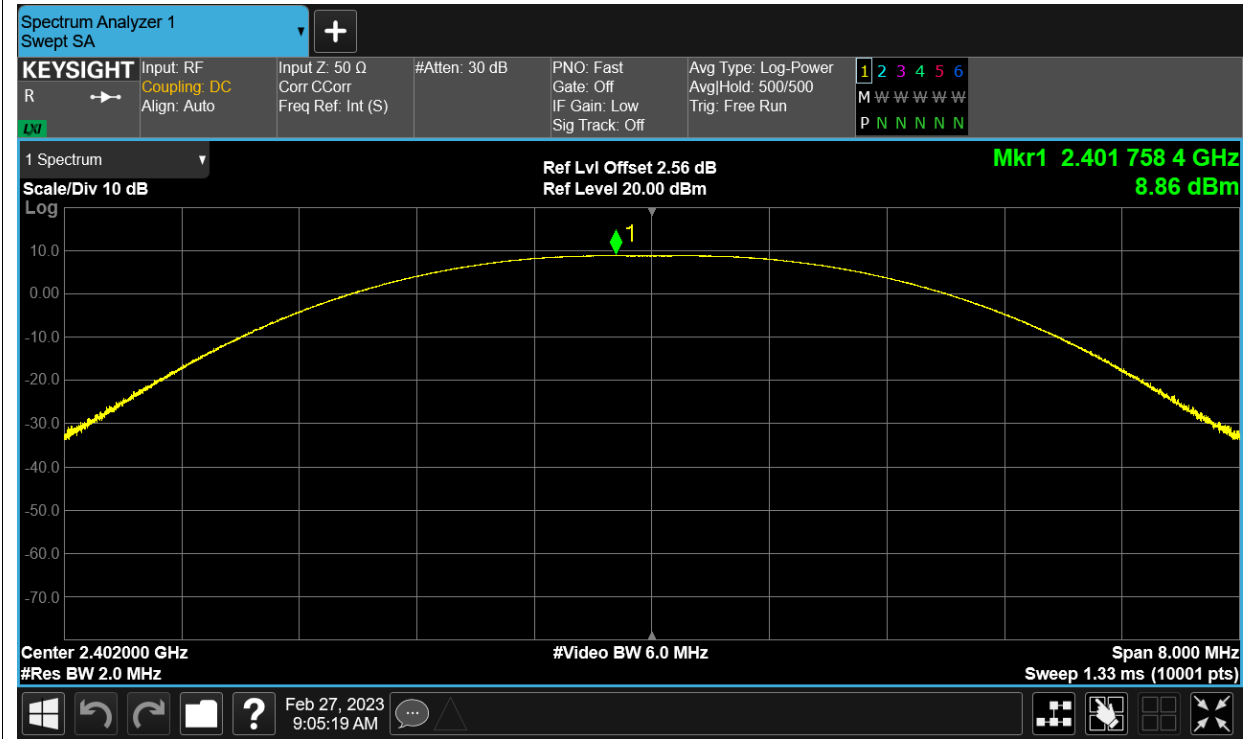 Spectrum Analyzer 1
Swept SA
KEYSIGHT
R
LXI
Input: RF
Coupling: DC
Align: Auto
Input Z: 50 Ω
Corr CCorr
Freq Ref: Int (S)
#Atten: 30 dB
PNO: Fast
Gate: Off
IF Gain: Low
Sig Track: Off
Avg Type: Log-Power
Avg|Hold: 500/500
Trig: Free Run
1 2 3 4 5 6
M W W W W W
P N N N N N
1 Spectrum
Scale/Div 10 dB
Log
Ref Lvl Offset 2.56 dB
Ref Level 20.00 dBm
Mkr1 2.401 758 4 GHz
8.86 dBm
1
10.0
0.00
-10.0
-20.0
-30.0
-40.0
-50.0
-60.0
-70.0
Center 2.402000 GHz
#Video BW 6.0 MHz
Span 8.000 MHz
#Res BW 2.0 MHz
Sweep 1.33 ms (10001 pts)
?
Feb 27, 2023
9:05:19 AM